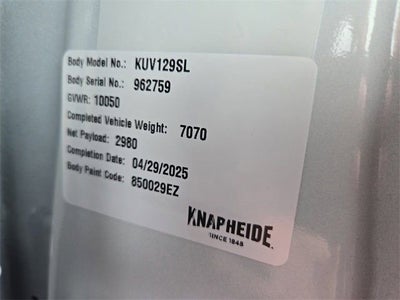 Body Model No.: KUV129SL
Body Serial No.: 962759
GVWR: 10050
Completed Vehicle Weight: 7070
Net Payload: 2980
Completion Date: 04/29/2025
Body Paint Code: 850029EZ
KNAPHEIDE
SINCE 1848